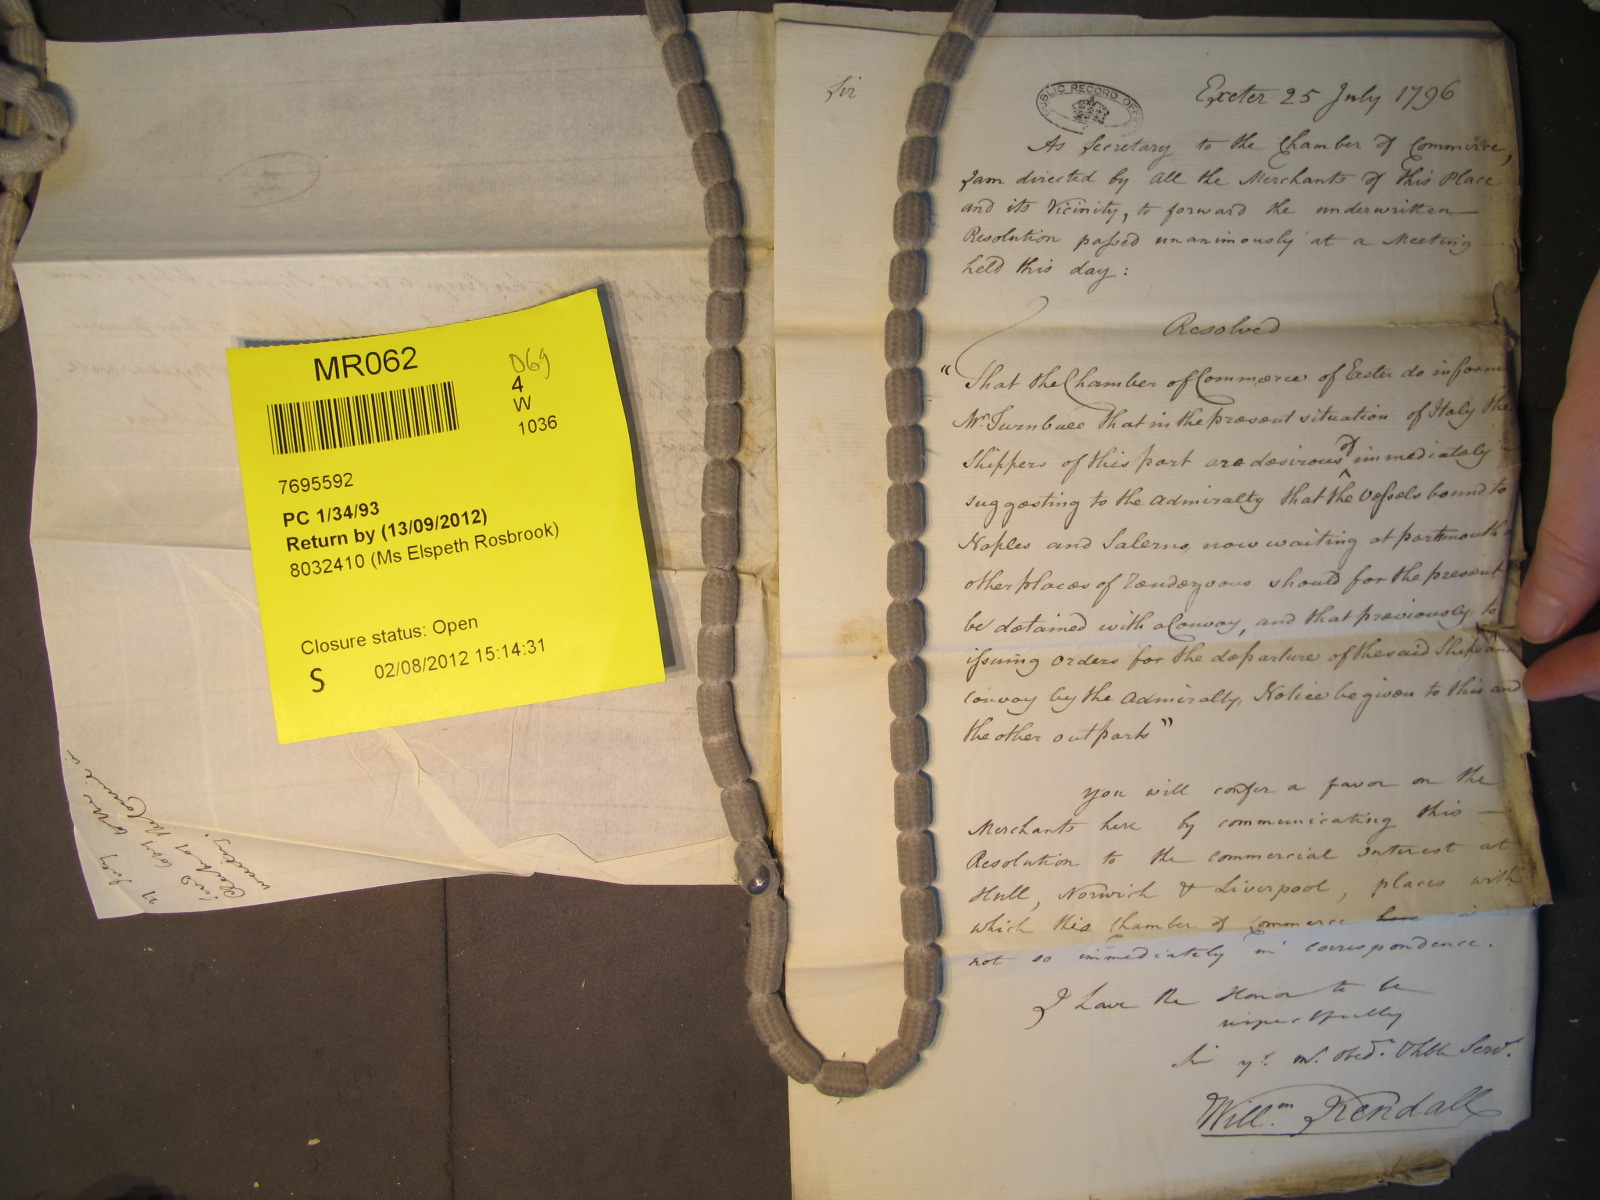 MR062
069
4
W
1036
7695592
PC 1/34/93
Return by (13/09/2012)
8032410 (Ms Elspeth Rosbrook)
Closure status: Open
S 02/08/2012 15:14:31
Sir
PUBLIC RECORD OFFICE
Exeter 25 July 1796
As Secretary to the Chamber of Commerce,
I am directed by all the Merchants of this Place
and its Vicinity, to forward the underwritten
Resolution passed unanimously at a Meeting
held this day:
Resolved
"That the Chamber of Commerce of Exeter do inform
Mr. Turnbull that in the present situation of Italy the
Shippers of this port are desirous of immediately
suggesting to the Admiralty that the Vessels bound to
Naples and Salerno, now waiting at portsmouth
other places of Rendezvous should for the present
be detained with a Convoy, and that previously to
issuing orders for the departure of the said Ships and
convoy by the Admiralty, Notice be given to this and
the other out ports"
You will confer a favor on the
Merchants here by communicating this
Resolution to the commercial Interest at
Hull, Norwich & Liverpool, places with
which this Chamber of Commerce is
not so immediately in correspondence.
I have the Honor to be
respectfully
Sir yr. mt. Obedt. Hble Servt.
Willm. Kendall